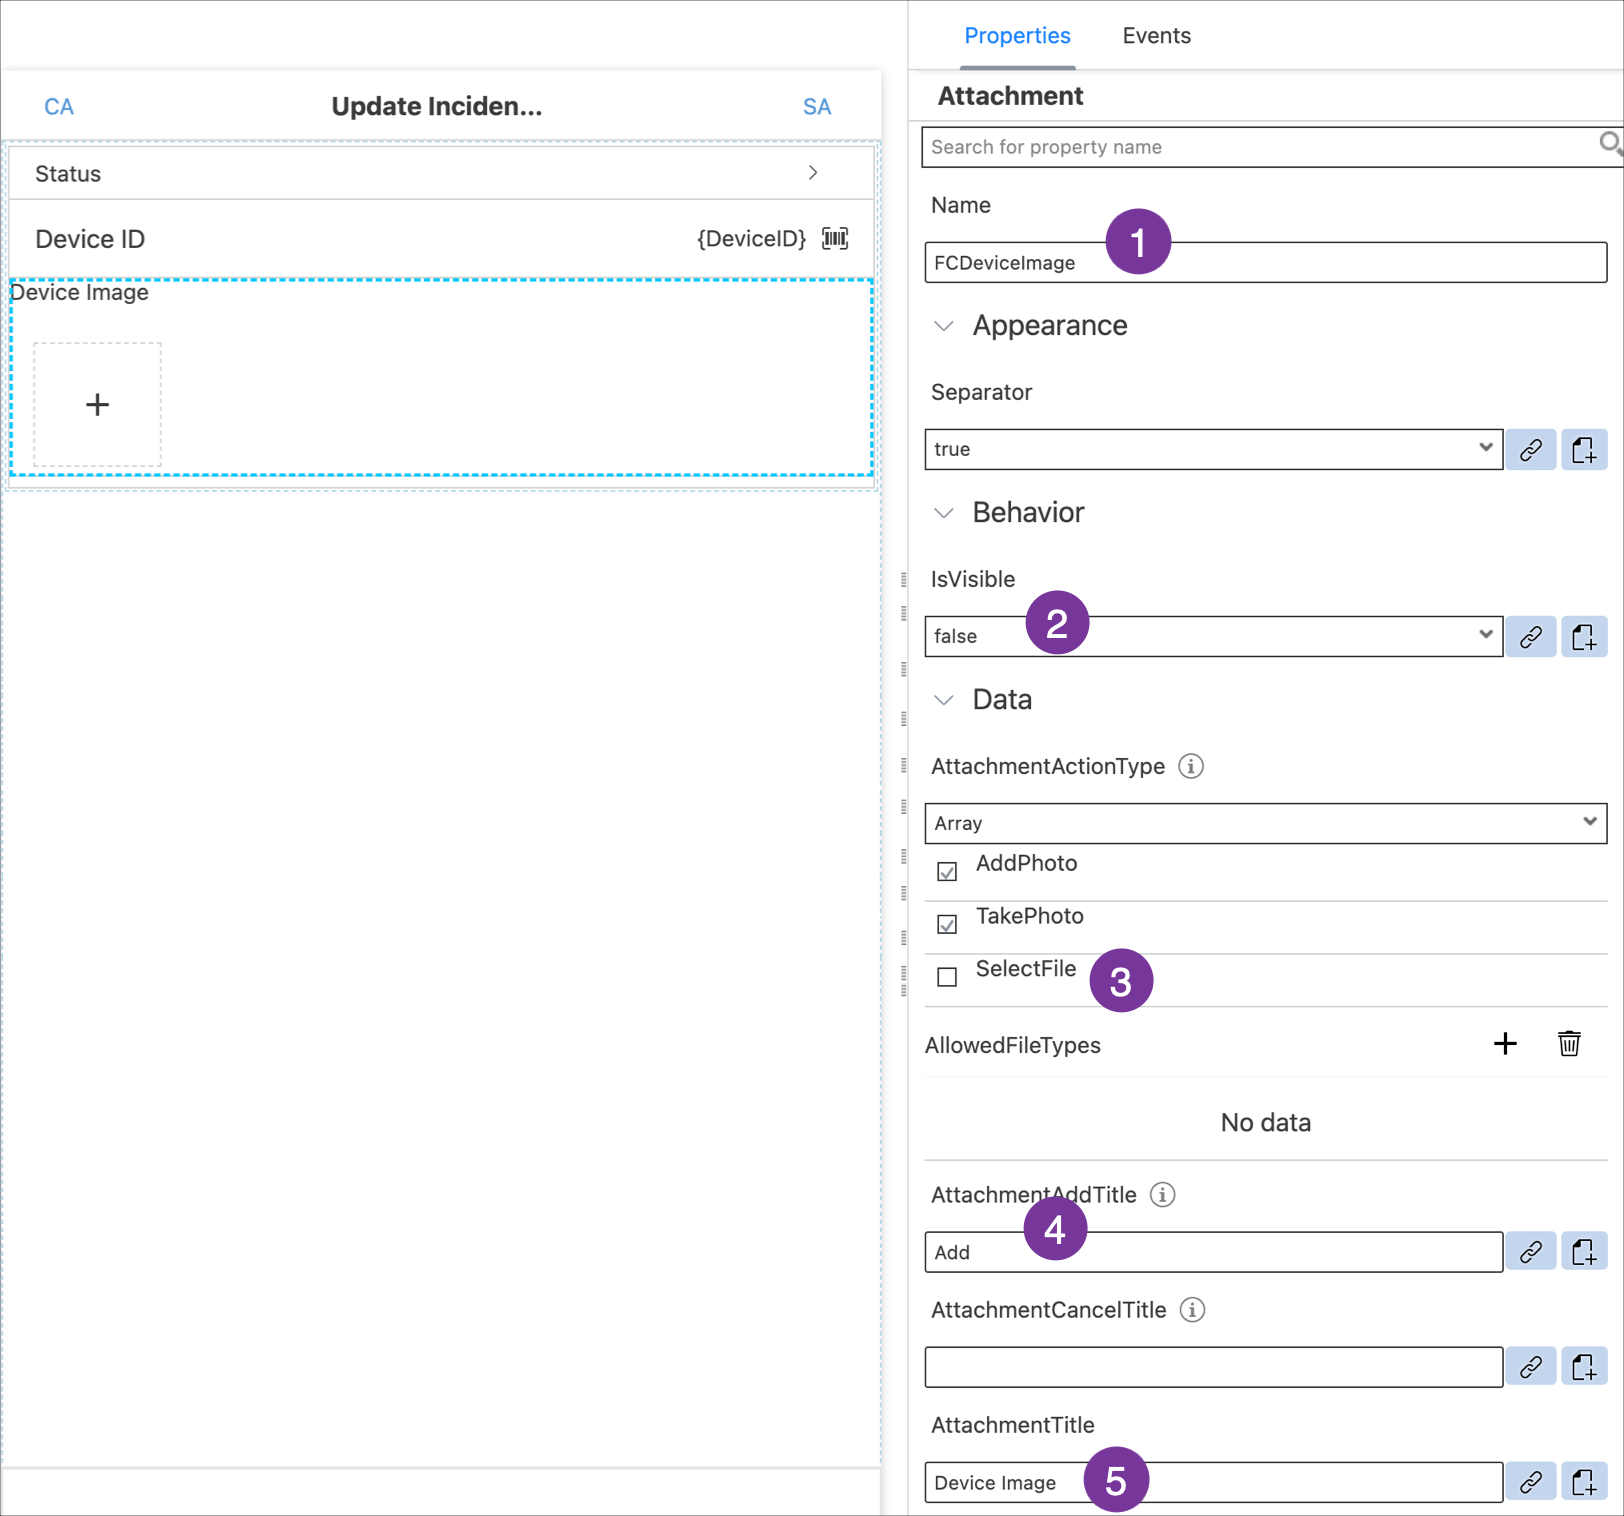 CA
Update Inciden...
SA
Status
Device ID
{DeviceID}
Device Image
+
Properties
Events
Attachment
Search for property name
Name
1
FCDeviceImage
Appearance
Separator
true
Behavior
IsVisible
2
false
Data
AttachmentActionType
Array
AddPhoto
TakePhoto
SelectFile
3
AllowedFileTypes
No data
AttachmentAddTitle
4
Add
AttachmentCancelTitle
AttachmentTitle
Device Image
5